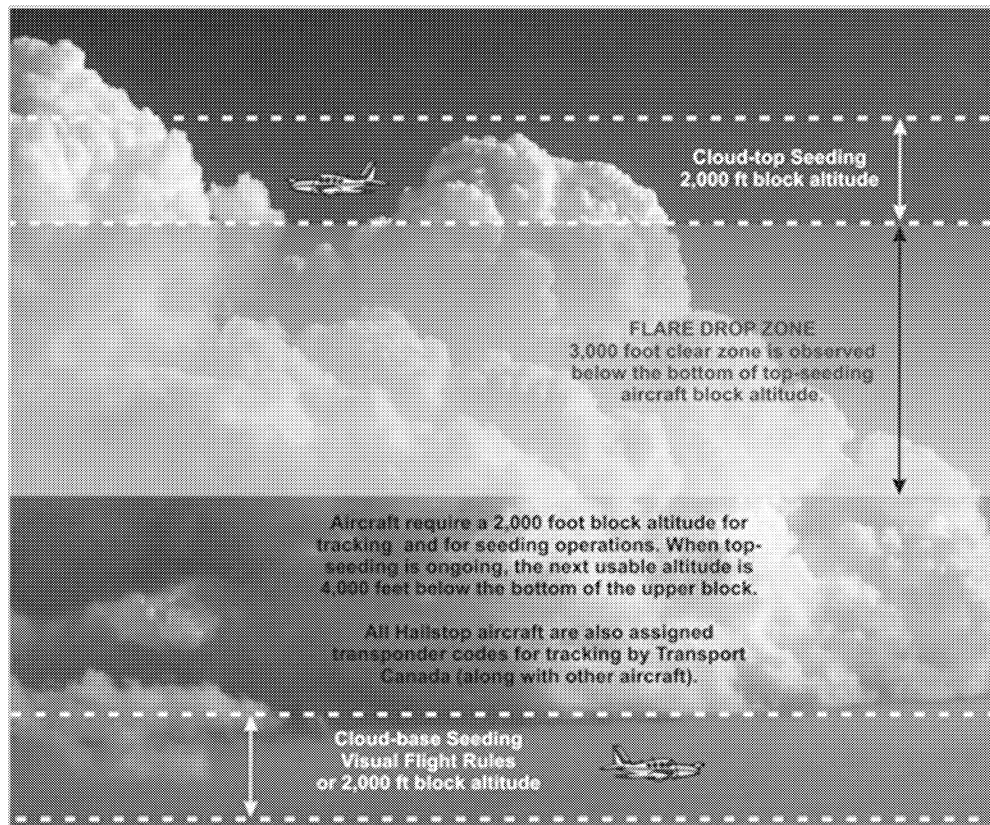 Cloud-top Seeding
2,000 ft block altitude
FLARE DROP ZONE
3,000 foot clear zone is observed
below the bottom of top-seeding
aircraft block altitude.
Aircraft require a 2,000 foot block altitude for
tracking and for seeding operations. When top-
seeding is ongoing, the next usable altitude is
4,000 feet below the bottom of the upper block.
All Hailstop aircraft are also assigned
transponder codes for tracking by Transport
Canada (along with other aircraft).
Cloud-base Seeding
Visual Flight Rules
or 2,000 ft block altitude